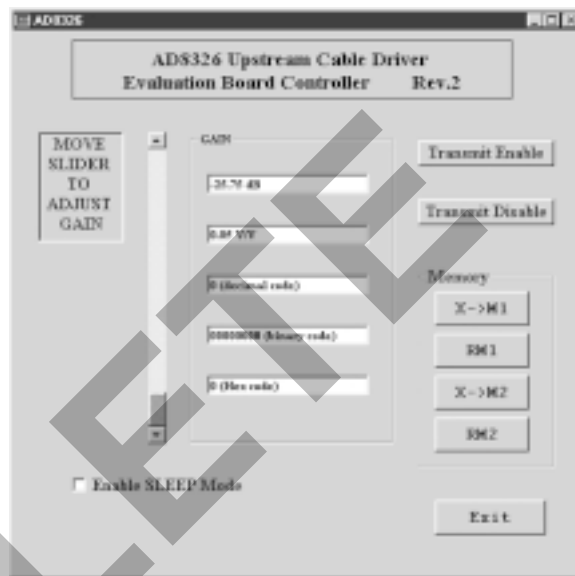 AD8326
AD8326 Upstream Cable Driver
Evaluation Board Controller Rev.2
MOVE
SLIDER
TO
ADJUST
GAIN
GAIN
-25.75 dB
0.05 V/V
0 (decimal code)
00000000 (binary code)
0 (Hex code)
Transmit Enable
Transmit Disable
Memory
X->M1
RM1
X->M2
RM2
Enable SLEEP Mode
Exit
LETE